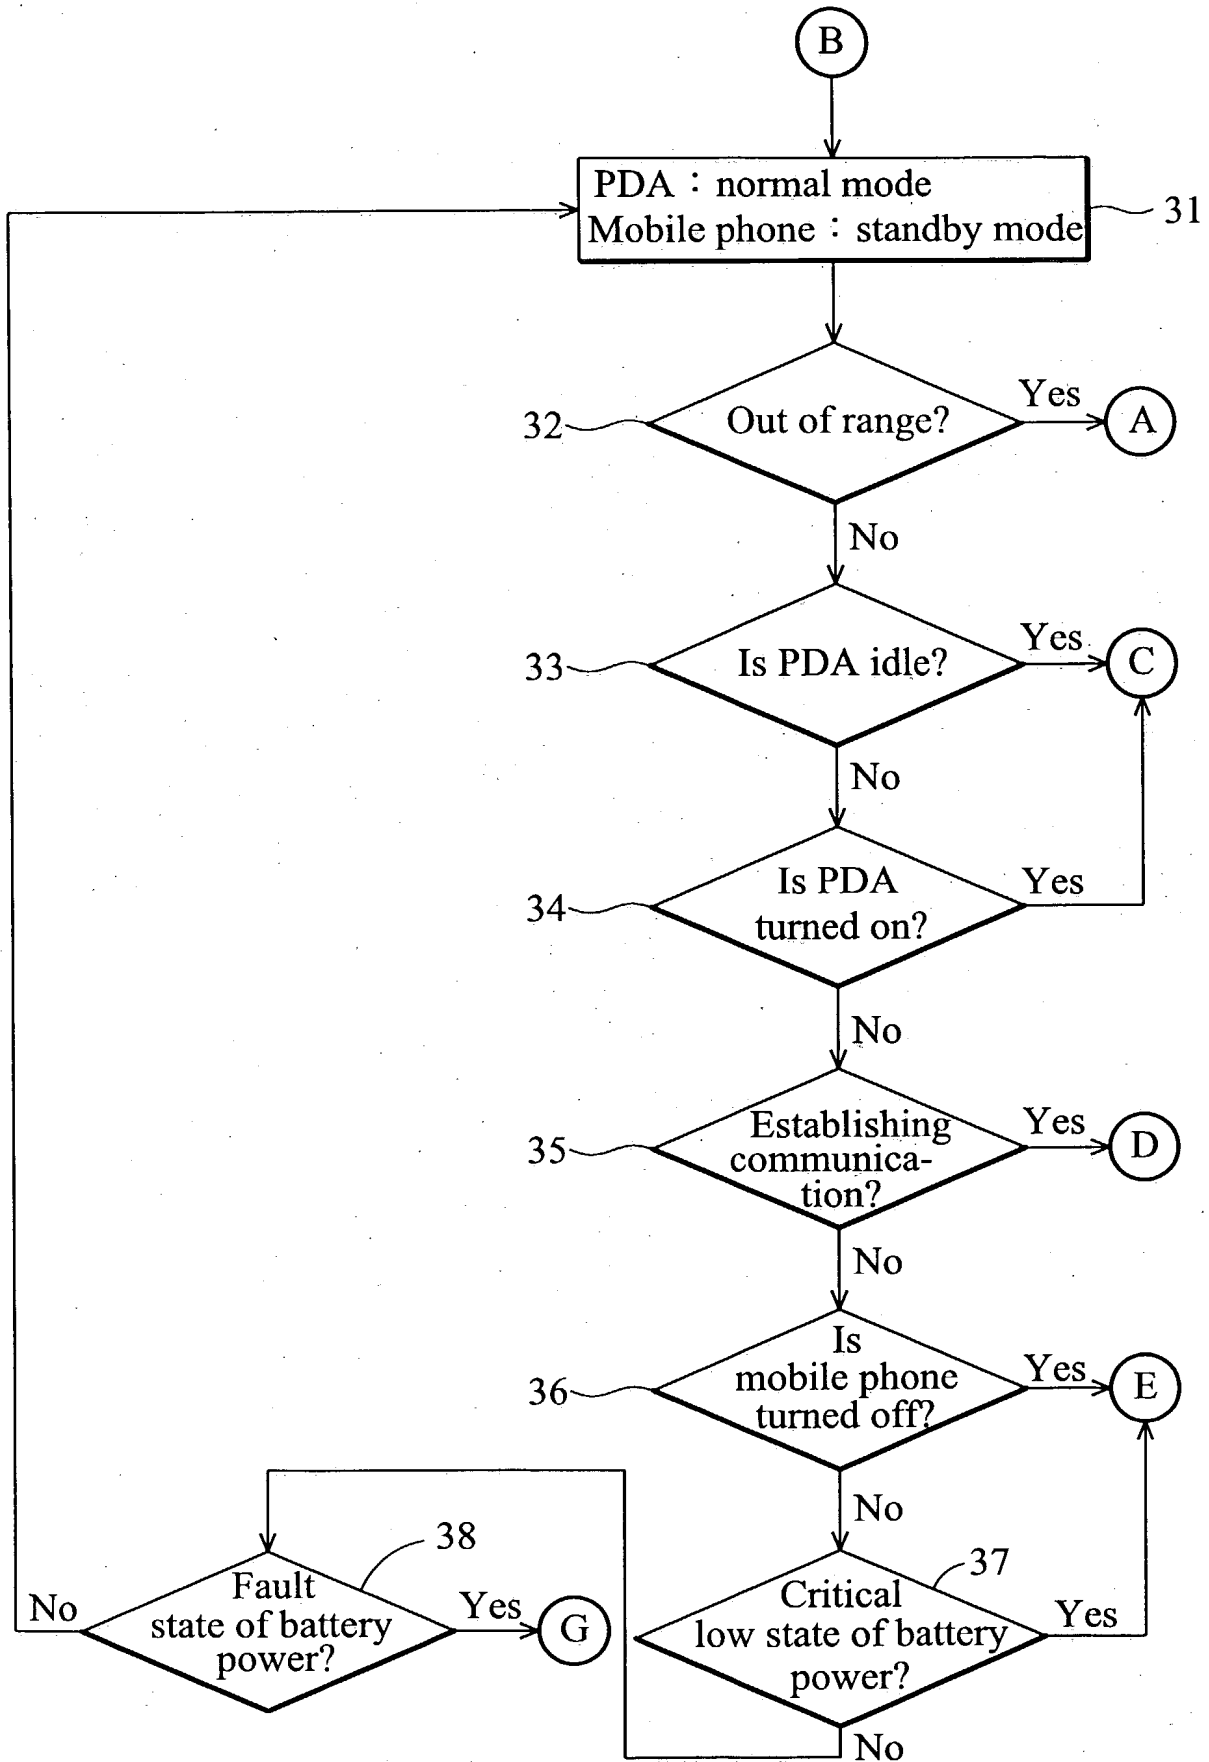 B
PDA：normal mode
Mobile phone：standby mode
31
32
Out of range?
Yes
A
No
33
Is PDA idle?
Yes
C
No
34
Is PDA
turned on?
Yes
No
35
Establishing
communica-
tion?
Yes
D
No
36
Is
mobile phone
turned off?
Yes
E
No
37
Critical
low state of battery
power?
Yes
No
38
Fault
state of battery
power?
Yes
G
No